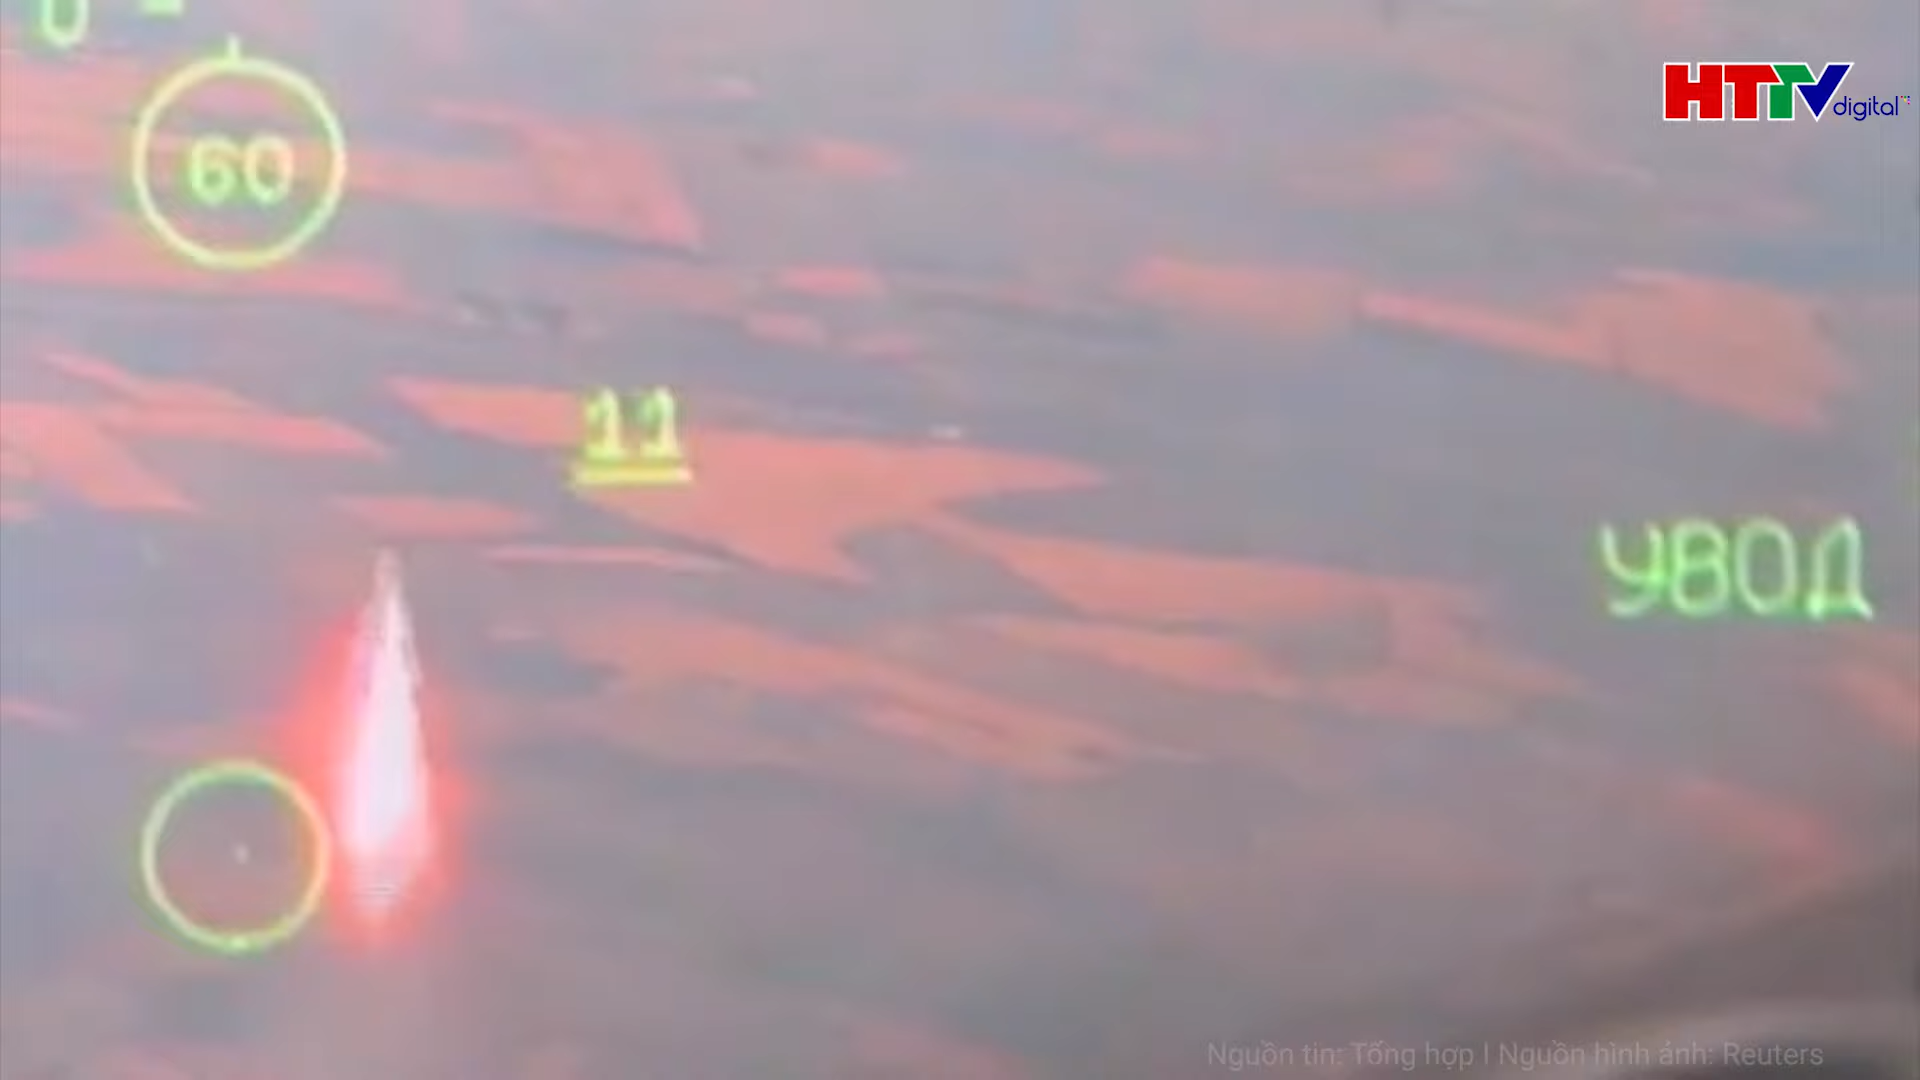 HTTV digital
60
11
УВОД
Nguồn tin: Tổng hợp I Nguồn hình ảnh: Reuters